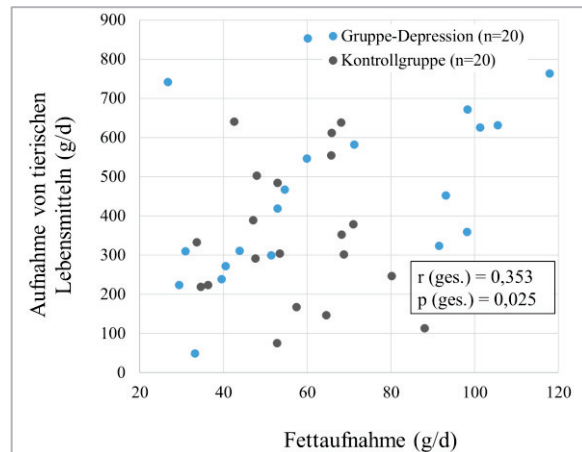 900
800
700
600
500
400
300
200
100
0
Aufnahme von tierischen
Lebensmitteln (g/d)
Gruppe-Depression (n=20)
Kontrollgruppe (n=20)
r (ges.) = 0,353
p (ges.) = 0,025
20 40 60 80 100 120
Fettaufnahme (g/d)